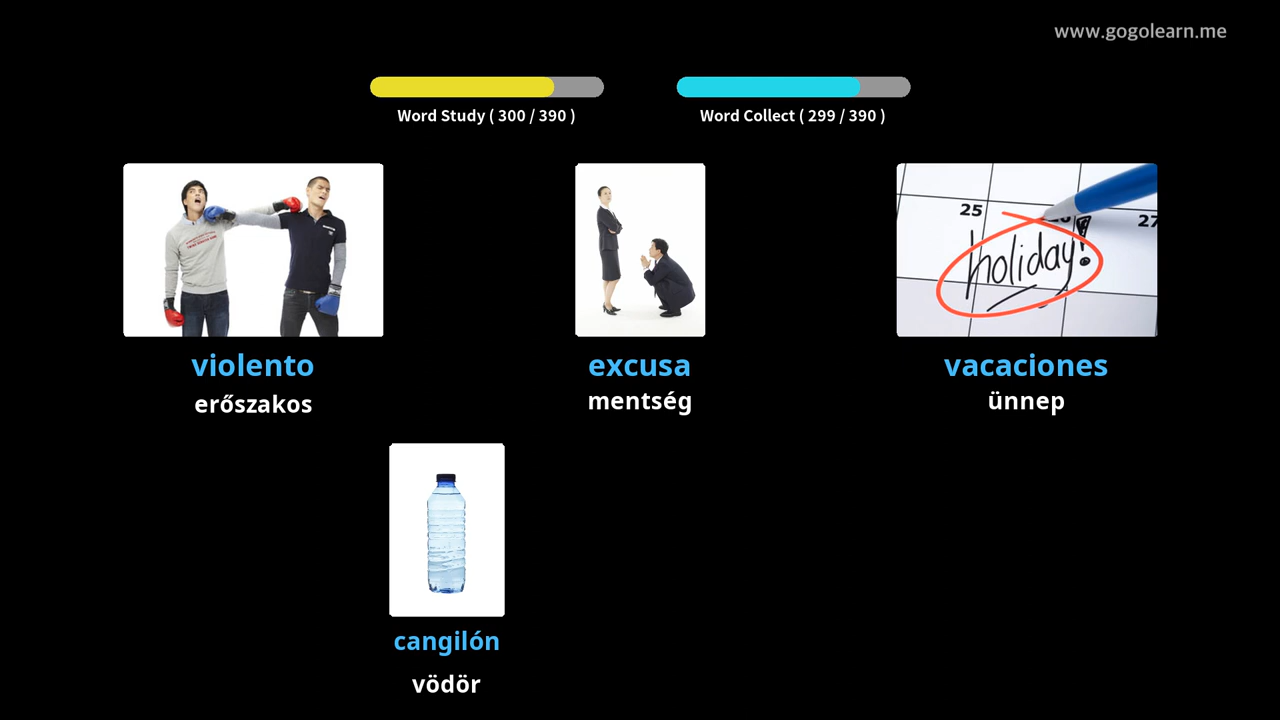 www.gogolearn.me
Word Study ( 300 / 390 )
Word Collect ( 299 / 390 )
25
27
holiday!
violento
excusa
vacaciones
erőszakos
mentség
ünnep
cangilón
vödör